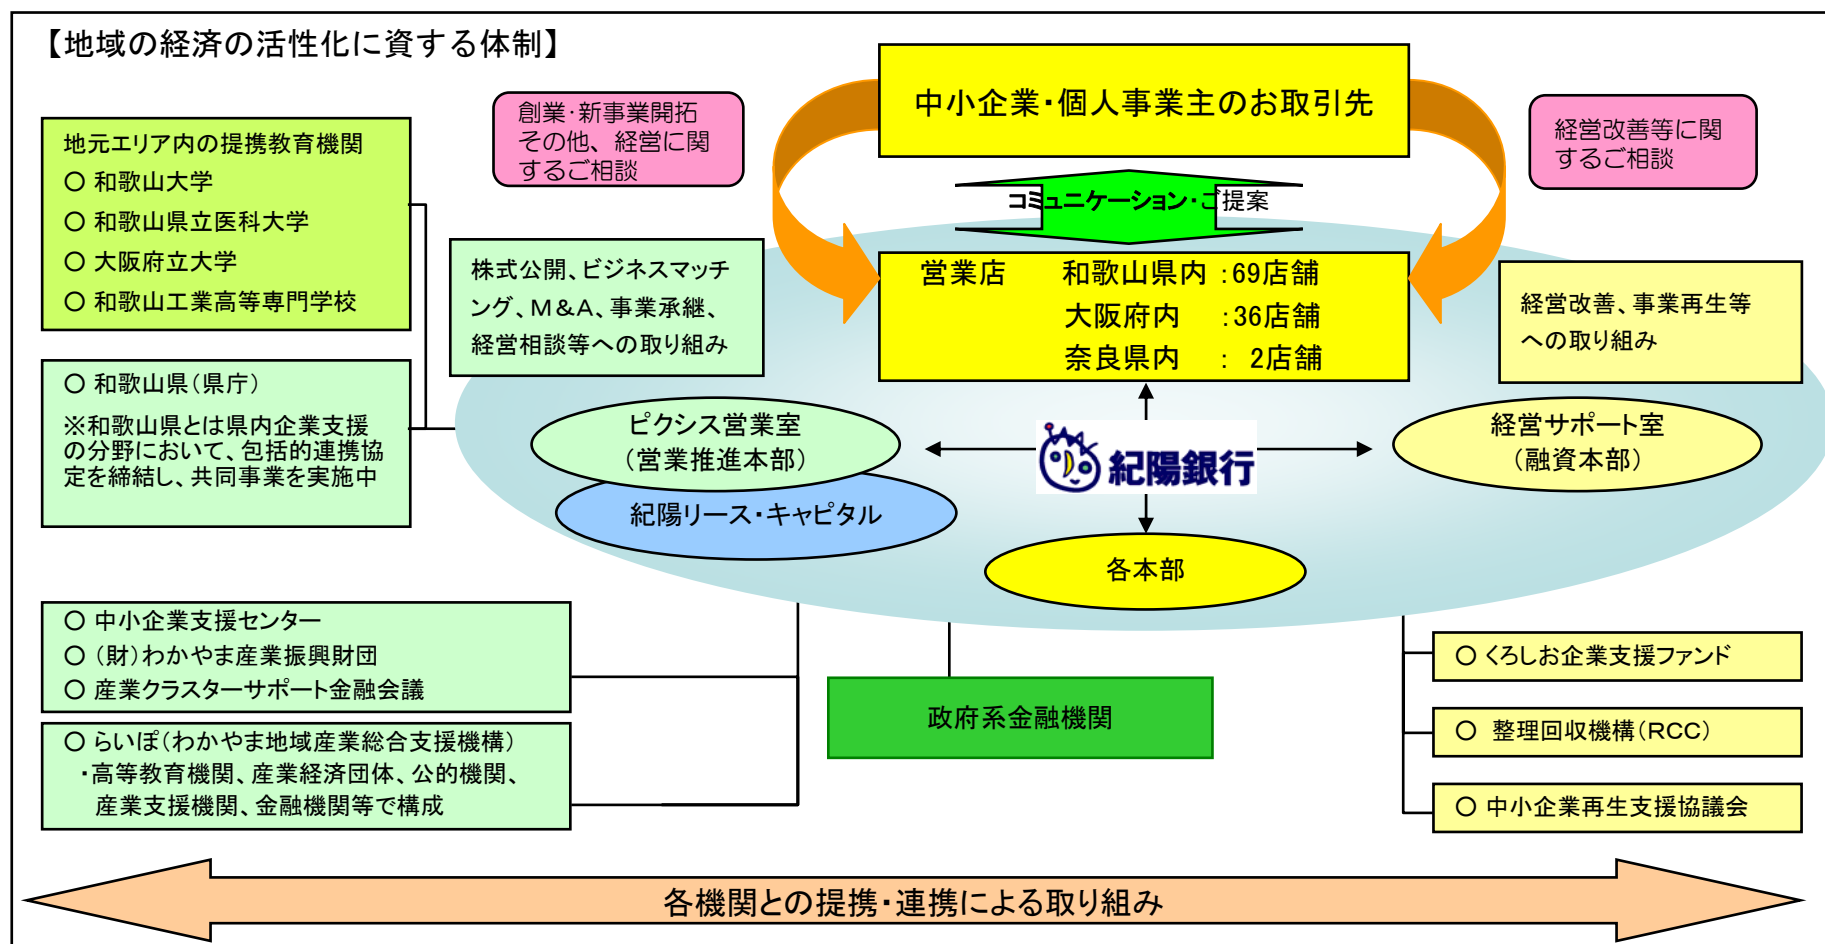 【地域の経済の活性化に資する体制】
中小企業・個人事業主のお取引先
創業・新事業開拓
その他、経営に関
するご相談
経営改善等に関
するご相談
地元エリア内の提携教育機関
○ 和歌山大学
○ 和歌山県立医科大学
○ 大阪府立大学
○ 和歌山工業高等専門学校
コミュニケーション・ご提案
株式公開、ビジネスマッチ
ング、M&A、事業承継、
経営相談等への取り組み
営業店 和歌山県内 :69店舗
大阪府内 :36店舗
奈良県内 : 2店舗
経営改善、事業再生等
への取り組み
○ 和歌山県(県庁)
※和歌山県とは県内企業支援
の分野において、包括的連携協
定を締結し、共同事業を実施中
ピクシス営業室
(営業推進本部)
紀陽銀行
経営サポート室
(融資本部)
紀陽リース・キャピタル
各本部
○ 中小企業支援センター
○ (財)わかやま産業振興財団
○ 産業クラスターサポート金融会議
○ らいぽ(わかやま地域産業総合支援機構)
・高等教育機関、産業経済団体、公的機関、
産業支援機関、金融機関等で構成
政府系金融機関
○ くろしお企業支援ファンド
○ 整理回収機構(RCC)
○ 中小企業再生支援協議会
各機関との提携・連携による取り組み